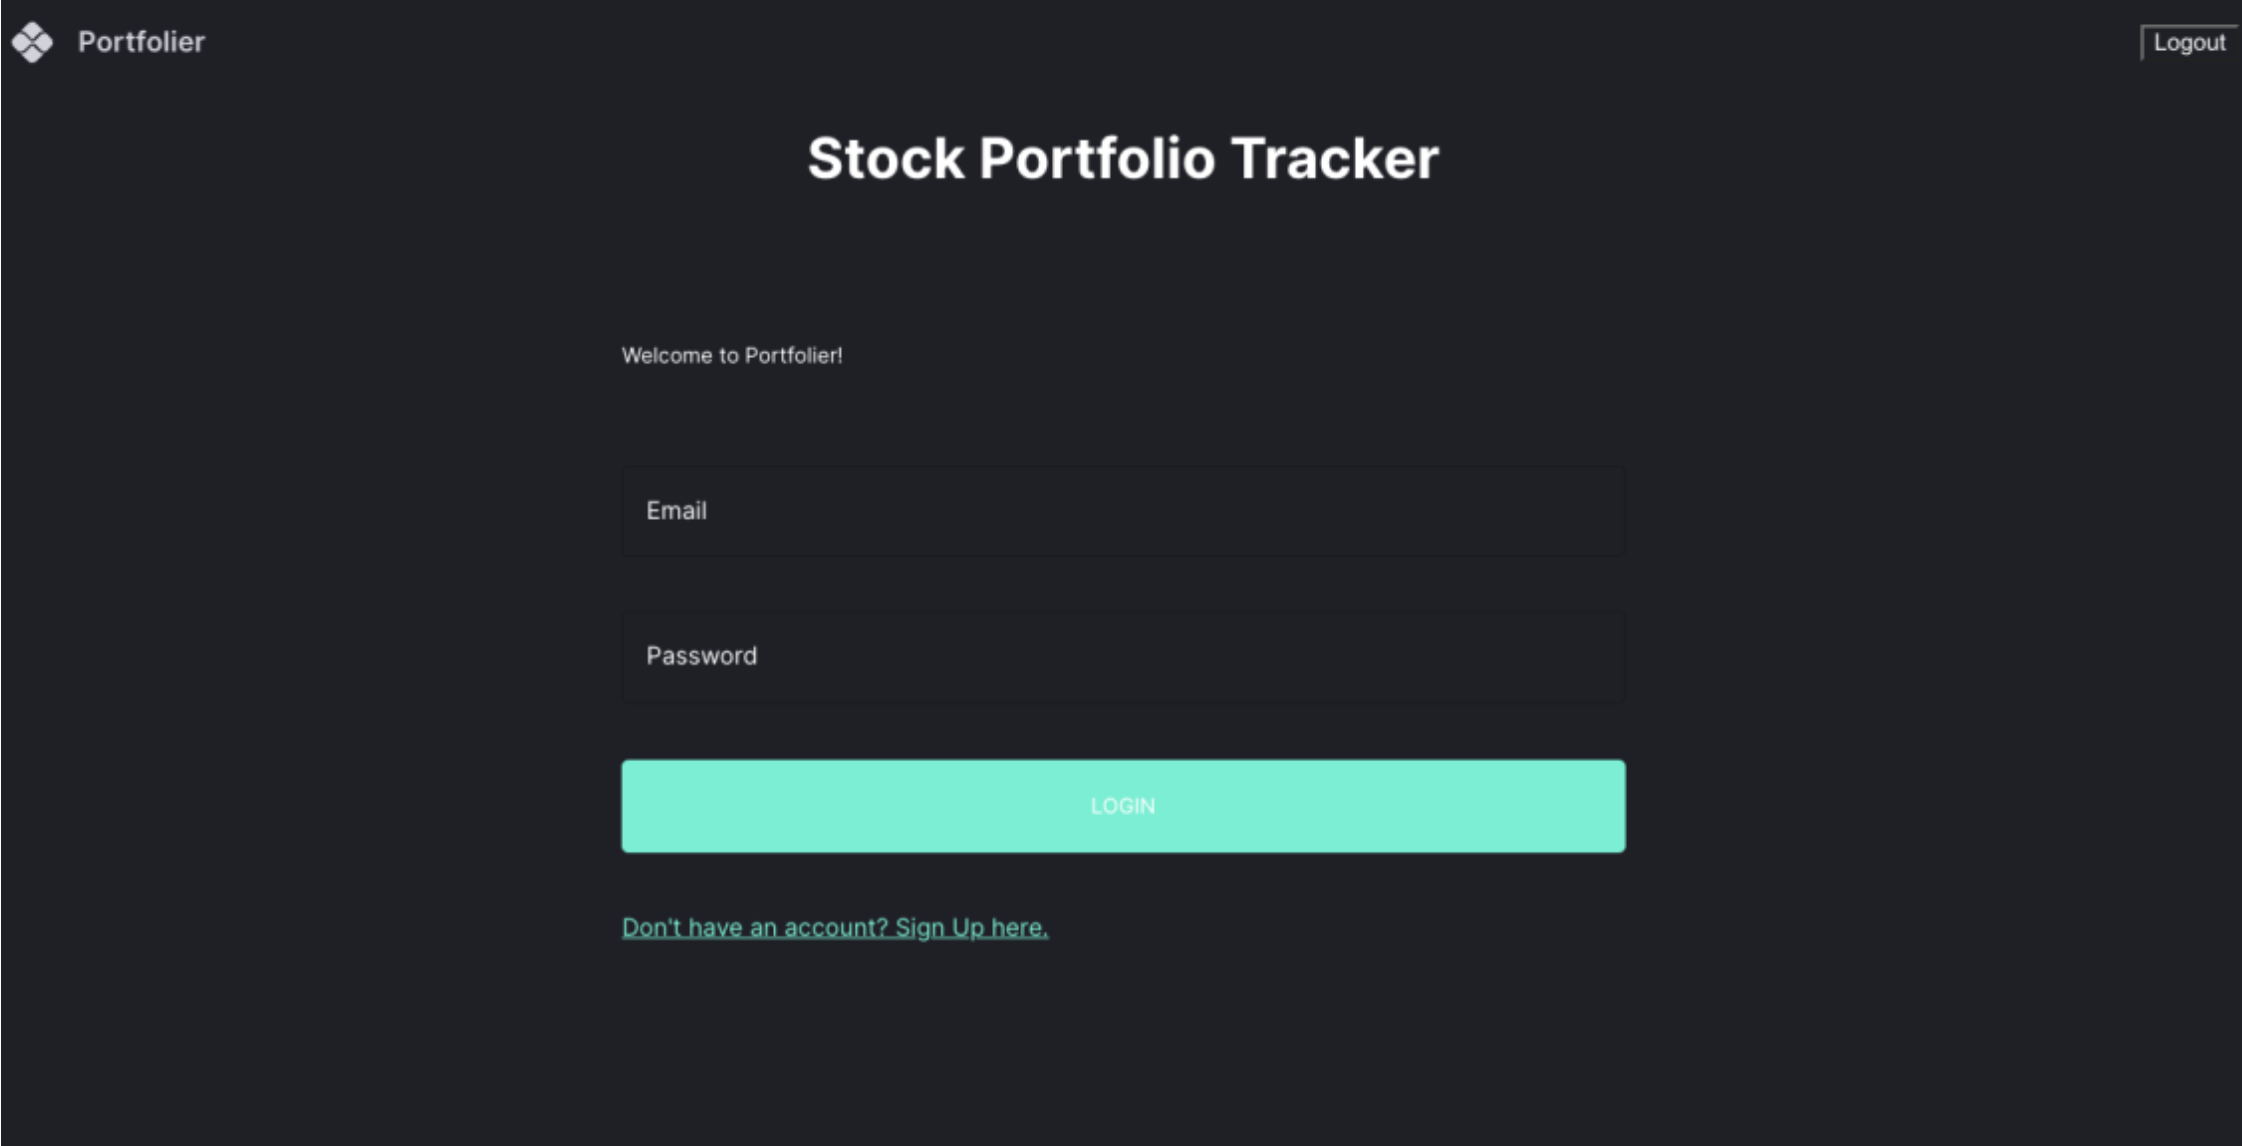 Portfolier
Logout
Stock Portfolio Tracker
Welcome to Portfolier!
Email
Password
LOGIN
Don't have an account? Sign Up here.